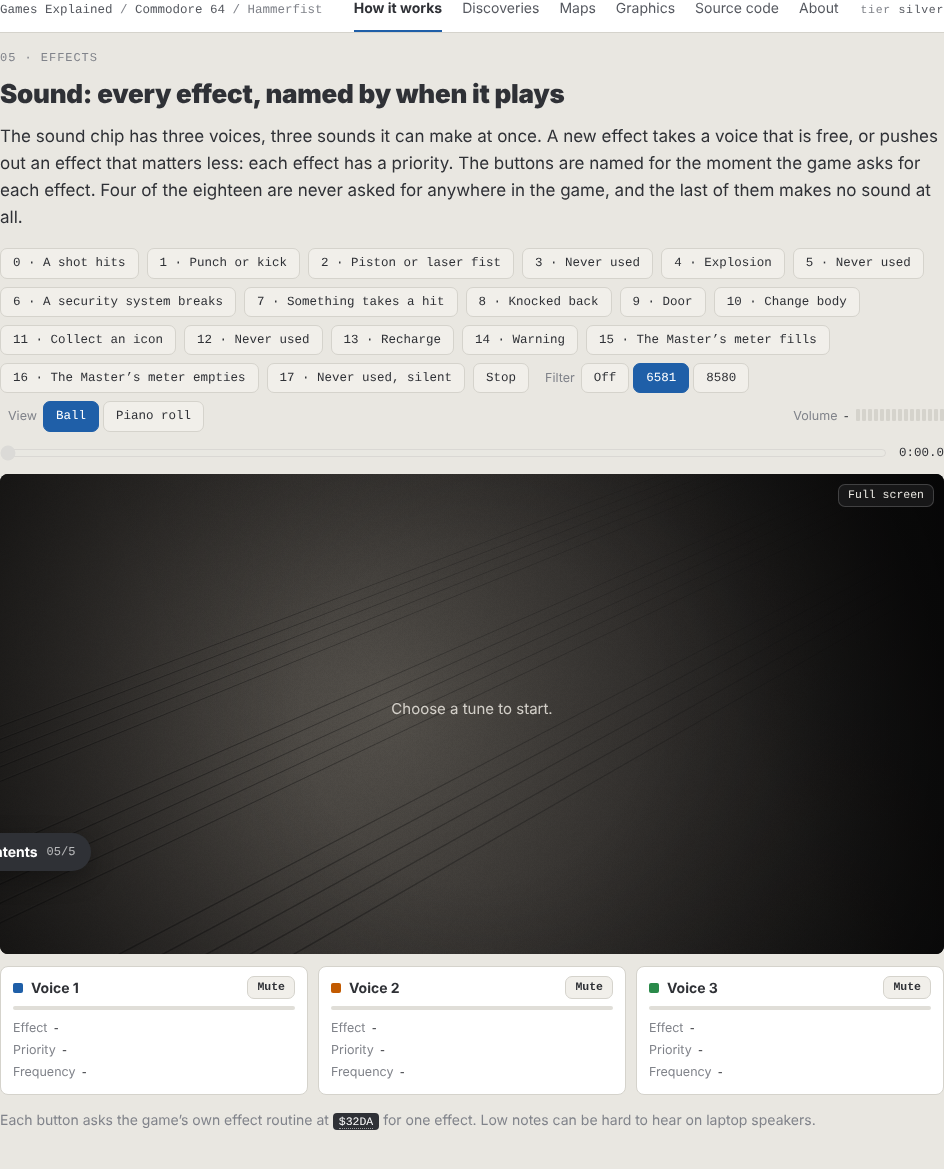 Games Explained / Commodore 64 / Hammerfist How it works Discoveries Maps Graphics Source code About tier silver
05 · EFFECTS
Sound: every effect, named by when it plays
The sound chip has three voices, three sounds it can make at once. A new effect takes a voice that is free, or pushes
out an effect that matters less: each effect has a priority. The buttons are named for the moment the game asks for
each effect. Four of the eighteen are never asked for anywhere in the game, and the last of them makes no sound at
all.
0 · A shot hits 1 · Punch or kick 2 · Piston or laser fist 3 · Never used 4 · Explosion 5 · Never used
6 · A security system breaks 7 · Something takes a hit 8 · Knocked back 9 · Door 10 · Change body
11 · Collect an icon 12 · Never used 13 · Recharge 14 · Warning 15 · The Master’s meter fills
16 · The Master’s meter empties 17 · Never used, silent Stop Filter Off 6581 8580
View Ball Piano roll Volume -
0:00.0
Full screen
Choose a tune to start.
tents 05/5
Voice 1 Mute Voice 2 Mute Voice 3 Mute
Effect - Effect - Effect -
Priority - Priority - Priority -
Frequency - Frequency - Frequency -
Each button asks the game’s own effect routine at $32DA for one effect. Low notes can be hard to hear on laptop speakers.